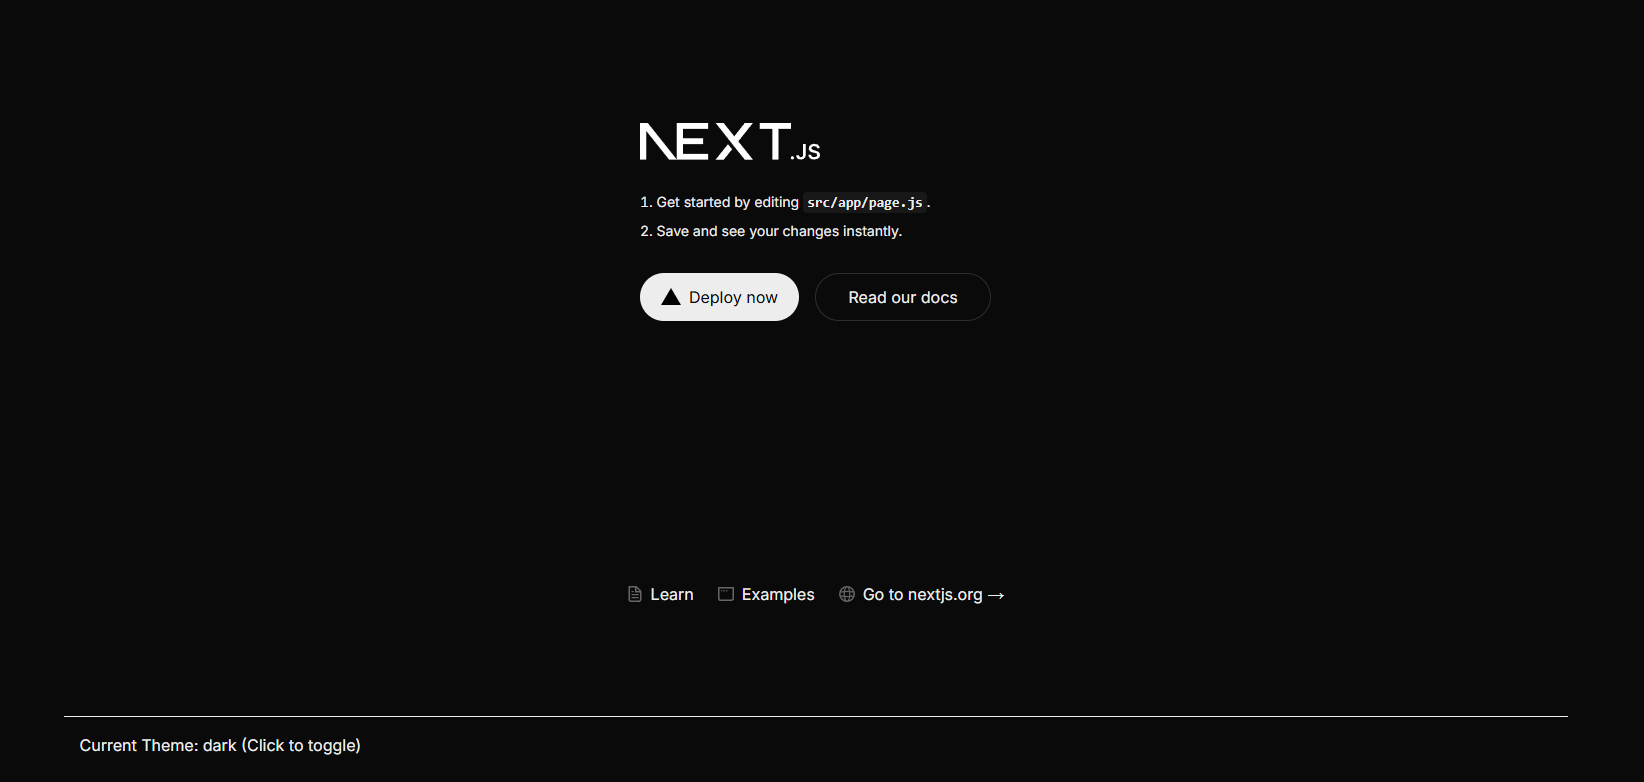 NEXT.JS
1. Get started by editing src/app/page.js.
2. Save and see your changes instantly.
Deploy now Read our docs
Learn Examples Go to nextjs.org →
Current Theme: dark (Click to toggle)